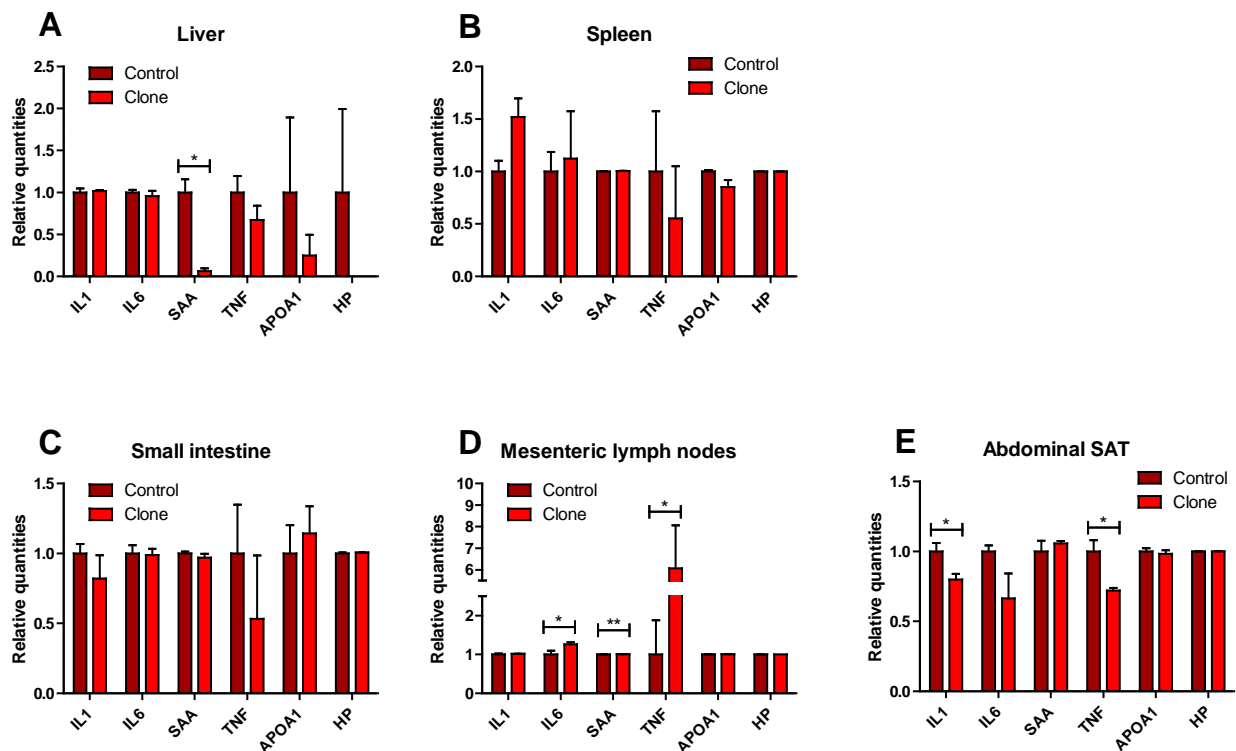 A
Liver
Relative quantities
2.5
2.0
1.5
1.0
0.5
0.0
Control
Clone
*
IL1
IL6
SAA
TNF
APOA1
HP
B
Spleen
Relative quantities
2.0
1.5
1.0
0.5
0.0
Control
Clone
IL1
IL6
SAA
TNF
APOA1
HP
C
Small intestine
Relative quantities
1.5
1.0
0.5
0.0
Control
Clone
IL1
IL6
SAA
TNF
APOA1
HP
D
Mesenteric lymph nodes
Relative quantities
10
9
8
7
6
2
1
0
Control
Clone
*
**
*
IL1
IL6
SAA
TNF
APOA1
HP
E
Abdominal SAT
Relative quantities
1.5
1.0
0.5
0.0
Control
Clone
*
*
IL1
IL6
SAA
TNF
APOA1
HP